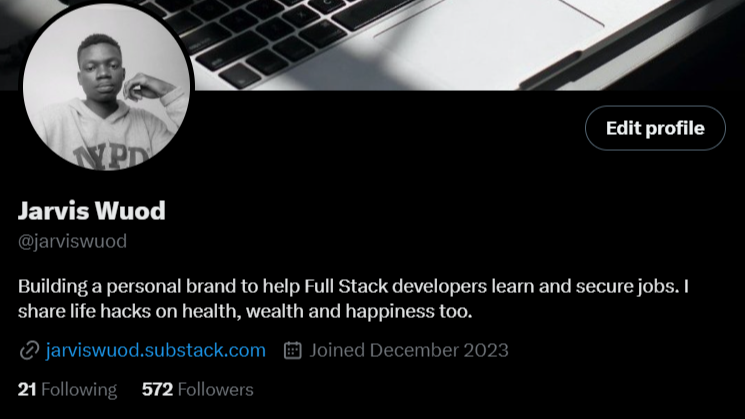 NYPD
Edit profile
Jarvis Wuod
@jarviswuod
Building a personal brand to help Full Stack developers learn and secure jobs. I
share life hacks on health, wealth and happiness too.
jarviswuod.substack.com Joined December 2023
21 Following 572 Followers